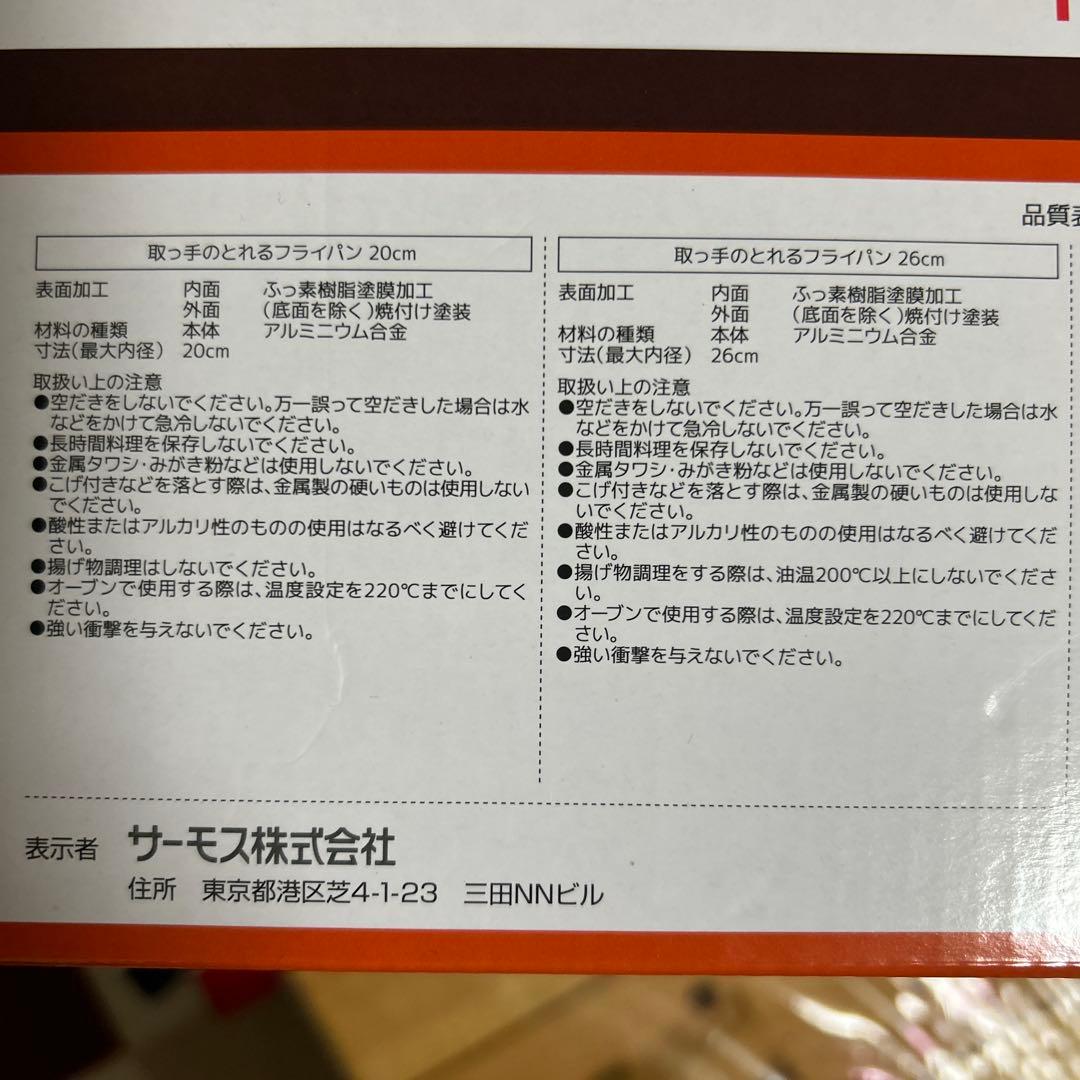 品質表
取っ手のとれるフライパン 20cm
表面加工 内面 ふっ素樹脂塗膜加工
外面 (底面を除く)焼付け塗装
材料の種類 本体 アルミニウム合金
寸法(最大内径) 20cm
取扱い上の注意
●空だきをしないでください。万一誤って空だきした場合は水
などをかけて急冷しないでください。
●長時間料理を保存しないでください。
●金属タワシ・みがき粉などは使用しないでください。
●こげ付きなどを落とす際は、金属製の硬いものは使用しない
でください。
●酸性またはアルカリ性のものの使用はなるべく避けてくだ
さい。
●揚げ物調理はしないでください。
●オーブンで使用する際は、温度設定を220℃までにしてく
ださい。
●強い衝撃を与えないでください。
取っ手のとれるフライパン 26cm
表面加工 内面 ふっ素樹脂塗膜加工
外面 (底面を除く)焼付け塗装
材料の種類 本体 アルミニウム合金
寸法(最大内径) 26cm
取扱い上の注意
●空だきをしないでください。万一誤って空だきした場合は水
などをかけて急冷しないでください。
●長時間料理を保存しないでください。
●金属タワシ・みがき粉などは使用しないでください。
●こげ付きなどを落とす際は、金属製の硬いものは使用しな
いでください。
●酸性またはアルカリ性のものの使用はなるべく避けてくだ
さい。
●揚げ物調理をする際は、油温200℃以上にしないでくださ
い。
●オーブンで使用する際は、温度設定を220℃までにしてくだ
さい。
●強い衝撃を与えないでください。
表示者 サーモス株式会社
住所 東京都港区芝4-1-23 三田NNビル